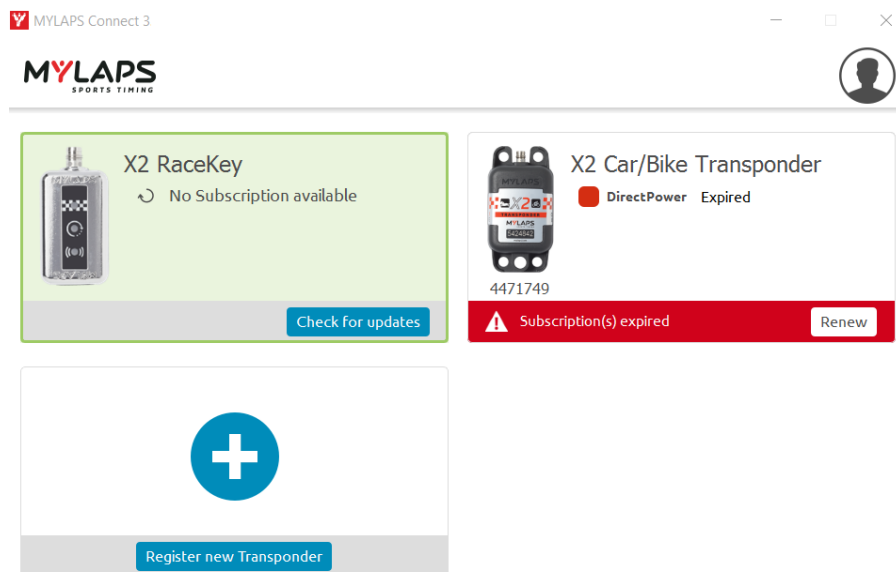 MYLAPS Connect 3
MYLAPS
SPORTS TIMING
X2 RaceKey
No Subscription available
Check for updates
X2 Car/Bike Transponder
DirectPower Expired
MYLAPS
X2
TRANSPONDER
MYLAPS
5424542
4471749
Subscription(s) expired
Renew
Register new Transponder